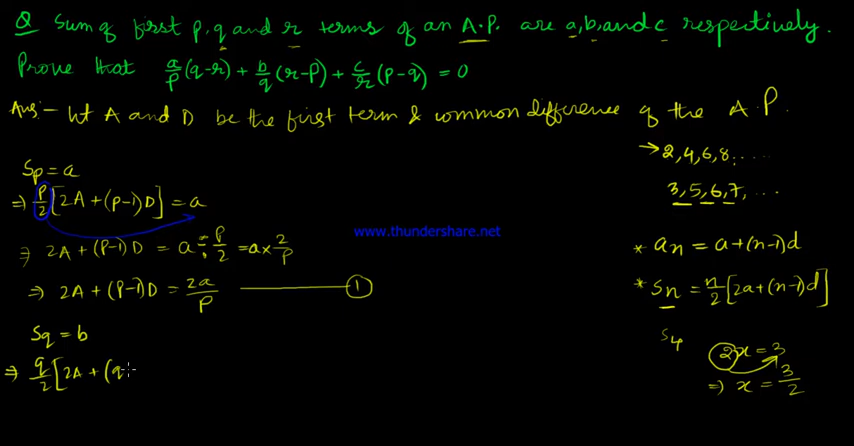 Q Sum of first p, q and r terms of an A.P. are a, b, and c respectively.
Prove that a/p (q-r) + b/q (r-p) + c/r (p-q) = 0
Ans:- Let A and D be the first term & common difference of the A P.
Sp = a
⇒ p/2 [2A + (p-1)D] = a
⇒ 2A + (p-1)D = a ÷ p/2 = a × 2/p
⇒ 2A + (p-1)D = 2a/p ——— ①
Sq = b
⇒ q/2 [2A + (q-
→ 2, 4, 6, 8, ....
3, 5, 6, 7, ...
* an = a + (n-1)d
* Sn = n/2 [2a + (n-1)d]
S4
2x = 3
⇒ x = 3/2
www.thundershare.net